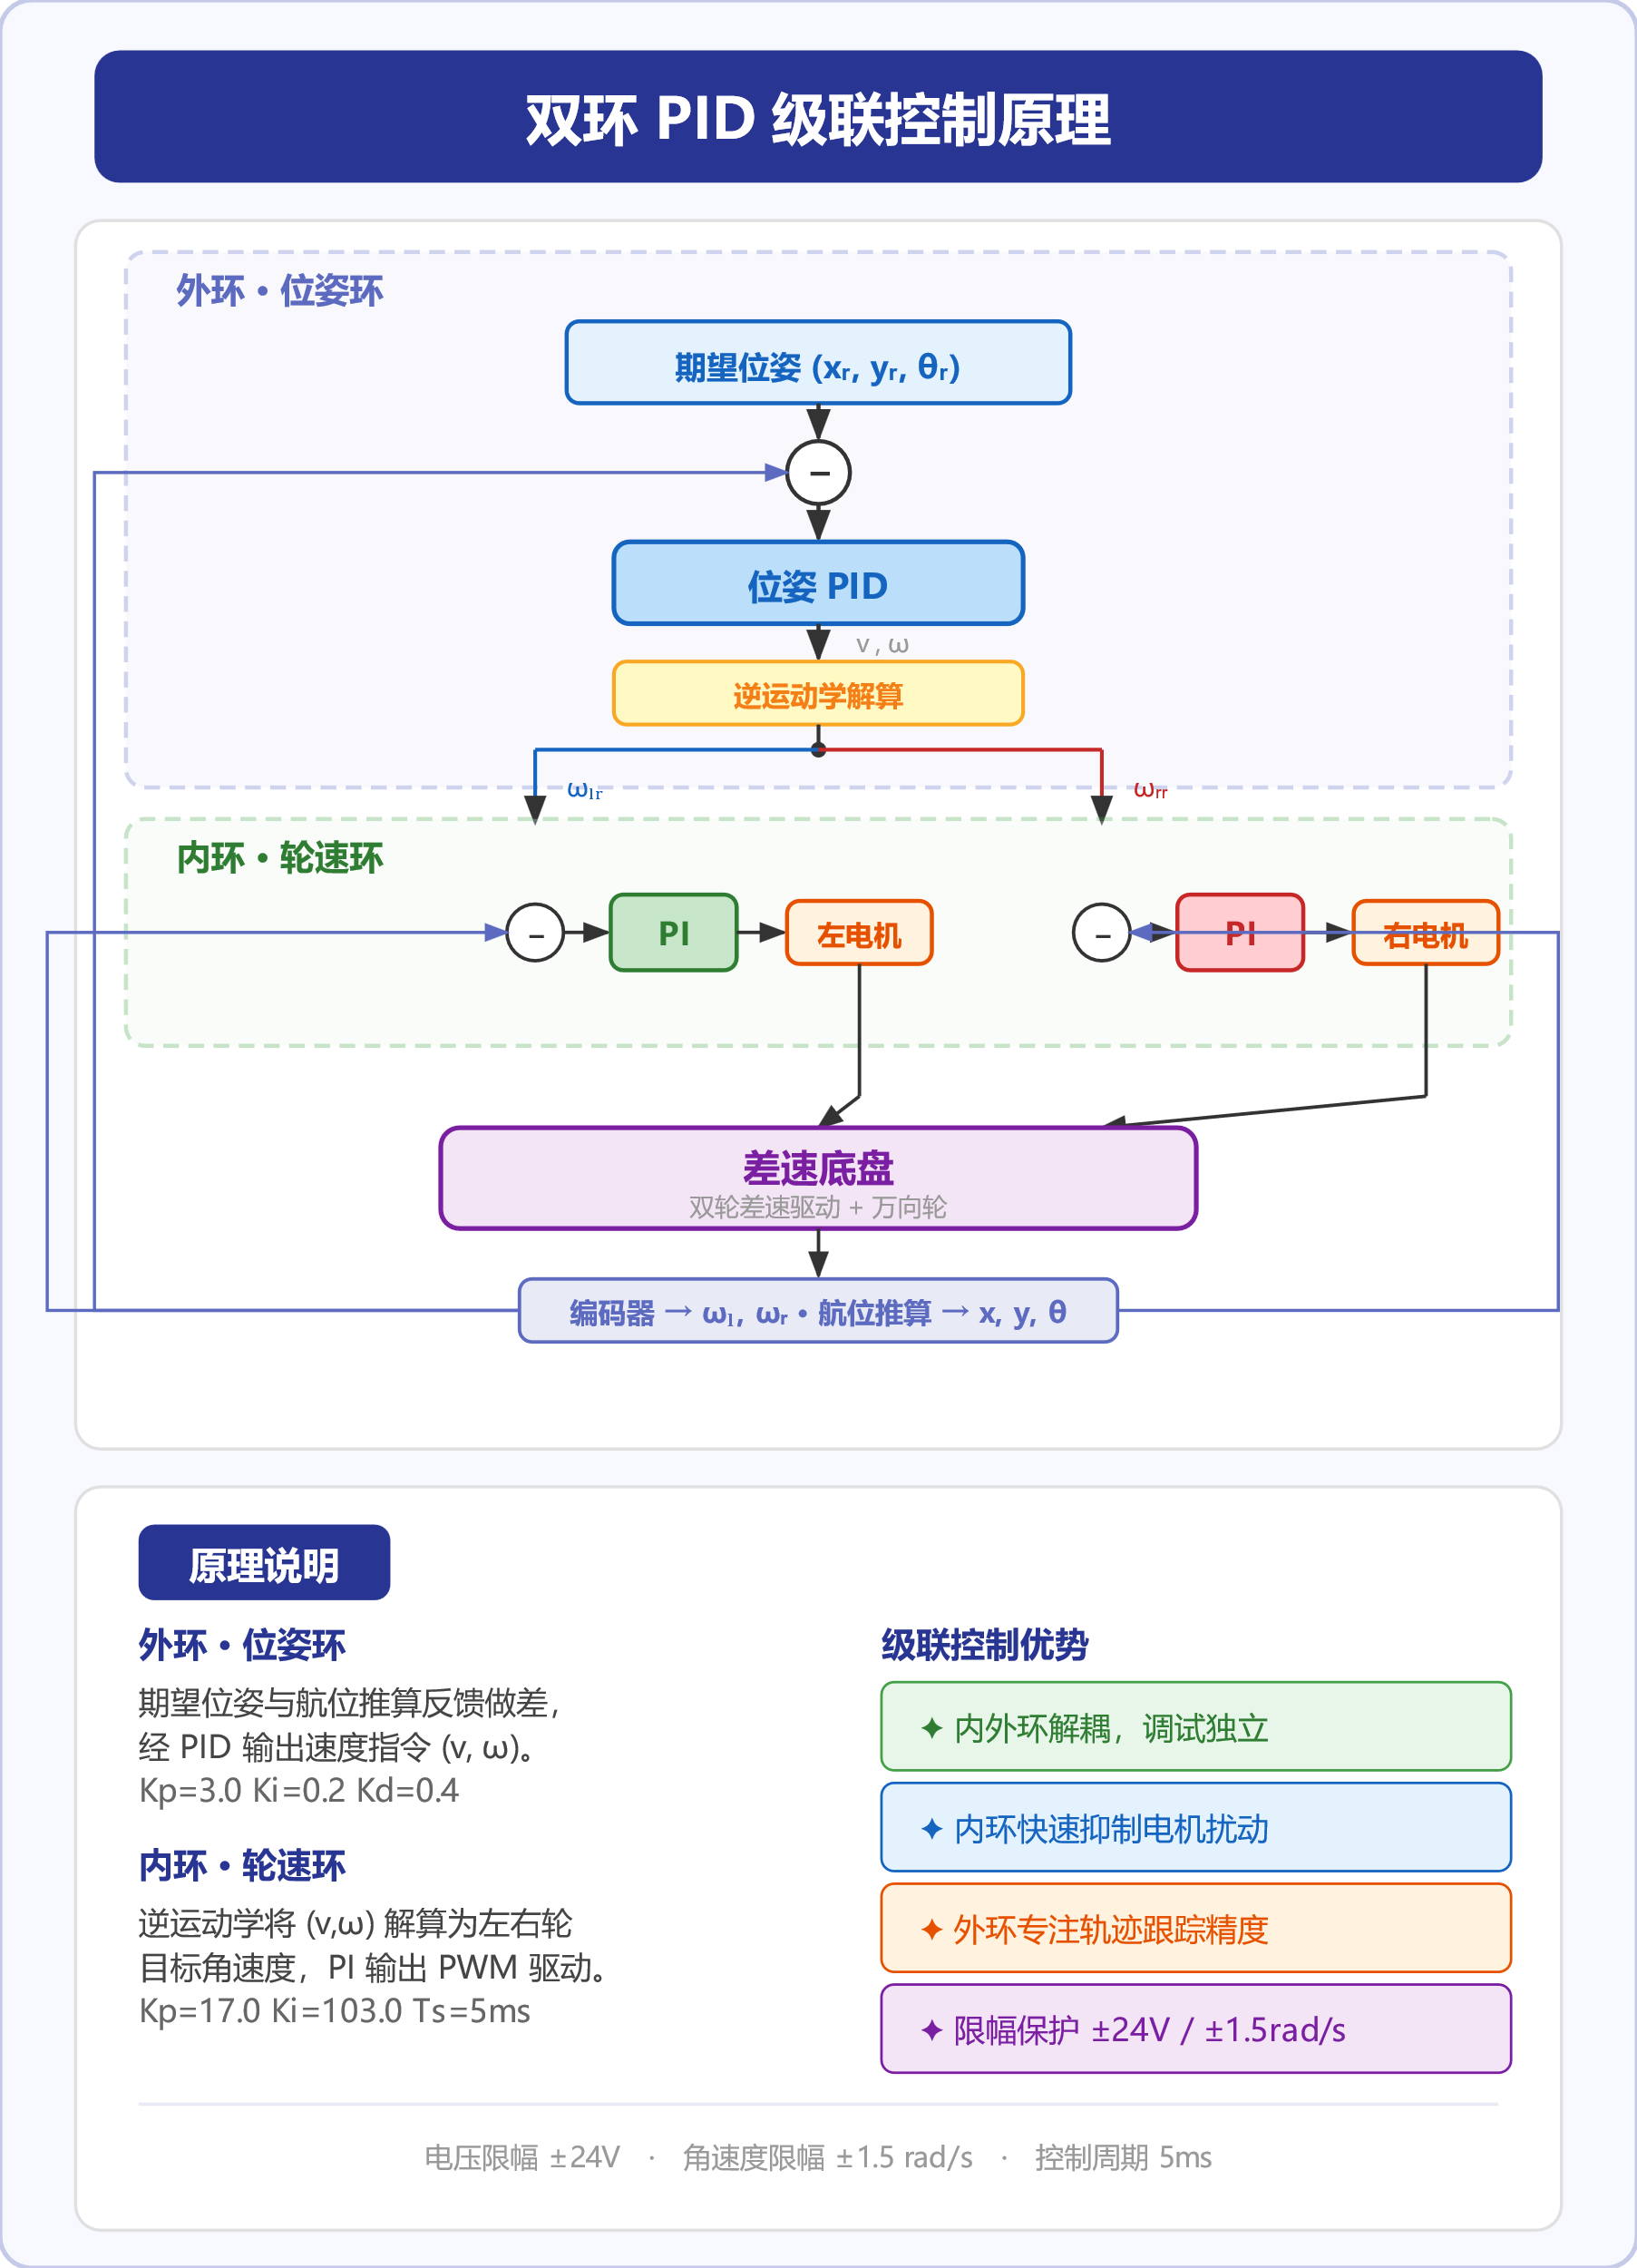 双环 PID 级联控制原理
外环 · 位姿环
期望位姿 (xᵣ, yᵣ, θᵣ)
−
位姿 PID
v , ω
逆运动学解算
ωₗᵣ
ωᵣᵣ
内环 · 轮速环
−
PI
左电机
−
PI
右电机
差速底盘
双轮差速驱动 + 万向轮
编码器 → ωₗ, ωᵣ · 航位推算 → x, y, θ
原理说明
外环 · 位姿环
期望位姿与航位推算反馈做差，
经 PID 输出速度指令 (v, ω)。
Kp=3.0 Ki=0.2 Kd=0.4
内环 · 轮速环
逆运动学将 (v,ω) 解算为左右轮
目标角速度，PI 输出 PWM 驱动。
Kp=17.0 Ki=103.0 Ts=5ms
级联控制优势
✦ 内外环解耦，调试独立
✦ 内环快速抑制电机扰动
✦ 外环专注轨迹跟踪精度
✦ 限幅保护 ±24V / ±1.5rad/s
电压限幅 ±24V · 角速度限幅 ±1.5 rad/s · 控制周期 5ms